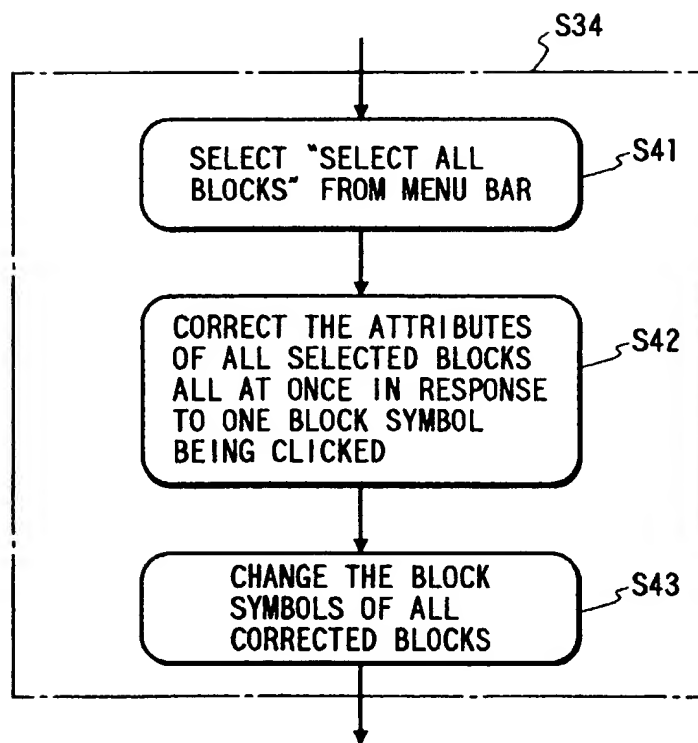 S34
SELECT "SELECT ALL
BLOCKS" FROM MENU BAR
S41
CORRECT THE ATTRIBUTES
OF ALL SELECTED BLOCKS
ALL AT ONCE IN RESPONSE
TO ONE BLOCK SYMBOL
BEING CLICKED
S42
CHANGE THE BLOCK
SYMBOLS OF ALL
CORRECTED BLOCKS
S43